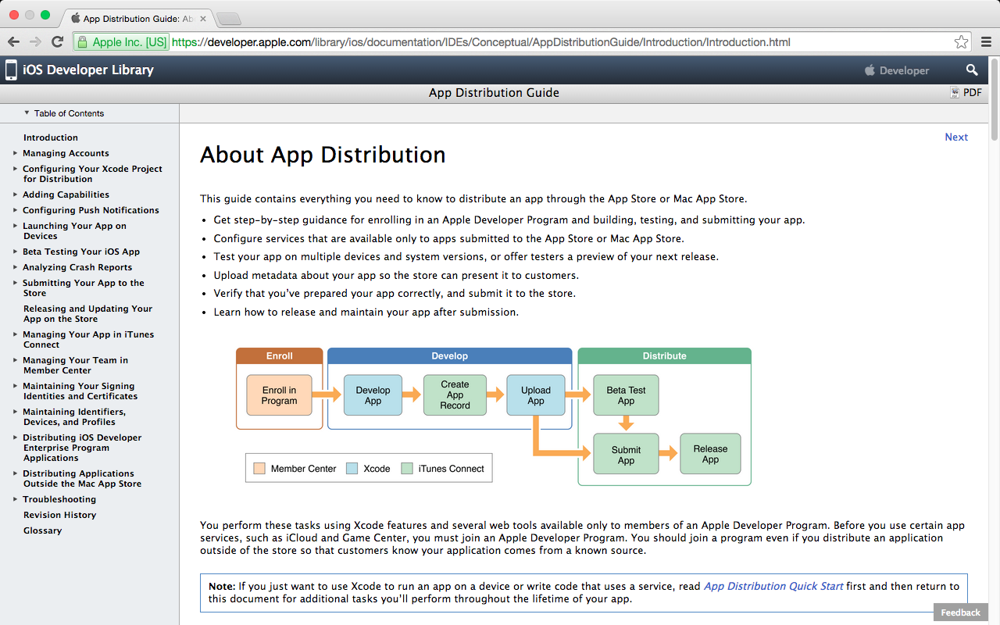 App Distribution Guide: Ab
Apple Inc. [US]
https://developer.apple.com/library/ios/documentation/IDEs/Conceptual/AppDistributionGuide/Introduction/Introduction.html
iOS Developer Library
Developer
App Distribution Guide
PDF
Table of Contents
Introduction
Managing Accounts
Configuring Your Xcode Project
for Distribution
Adding Capabilities
Configuring Push Notifications
Launching Your App on
Devices
Beta Testing Your iOS App
Analyzing Crash Reports
Submitting Your App to the
Store
Releasing and Updating Your
App on the Store
Managing Your App in iTunes
Connect
Managing Your Team in
Member Center
Maintaining Your Signing
Identities and Certificates
Maintaining Identifiers,
Devices, and Profiles
Distributing iOS Developer
Enterprise Program
Applications
Distributing Applications
Outside the Mac App Store
Troubleshooting
Revision History
Glossary
Next
About App Distribution
This guide contains everything you need to know to distribute an app through the App Store or Mac App Store.
• Get step-by-step guidance for enrolling in an Apple Developer Program and building, testing, and submitting your app.
• Configure services that are available only to apps submitted to the App Store or Mac App Store.
• Test your app on multiple devices and system versions, or offer testers a preview of your next release.
• Upload metadata about your app so the store can present it to customers.
• Verify that you’ve prepared your app correctly, and submit it to the store.
• Learn how to release and maintain your app after submission.
Enroll
Enroll in
Program
Develop
Develop
App
Create
App
Record
Upload
App
Distribute
Beta Test
App
Submit
App
Release
App
Member Center
Xcode
iTunes Connect
You perform these tasks using Xcode features and several web tools available only to members of an Apple Developer Program. Before you use certain app
services, such as iCloud and Game Center, you must join an Apple Developer Program. You should join a program even if you distribute an application
outside of the store so that customers know your application comes from a known source.
Note: If you just want to use Xcode to run an app on a device or write code that uses a service, read App Distribution Quick Start first and then return to
this document for additional tasks you'll perform throughout the lifetime of your app.
Feedback